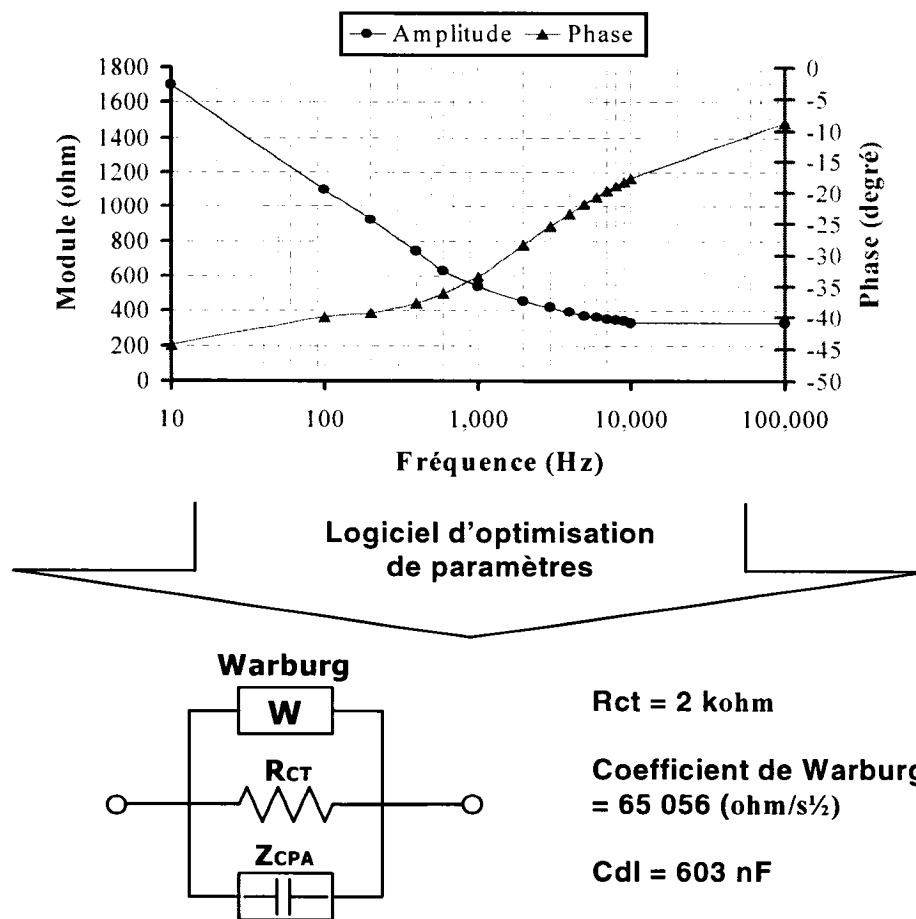 Amplitude Phase
1800
1600
1400
1200
1000
800
600
400
200
0
Module (ohm)
-0
-5
-10
-15
-20
-25
-30
-35
-40
-45
-50
Phase (degré)
10 100 1,000 10,000 100,000
Fréquence (Hz)
Logiciel d'optimisation
de paramètres
Warburg
W
RCT
ZCPA
Rct = 2 kohm
Coefficient de Warburg
= 65 056 (ohm/s½)
Cdl = 603 nF